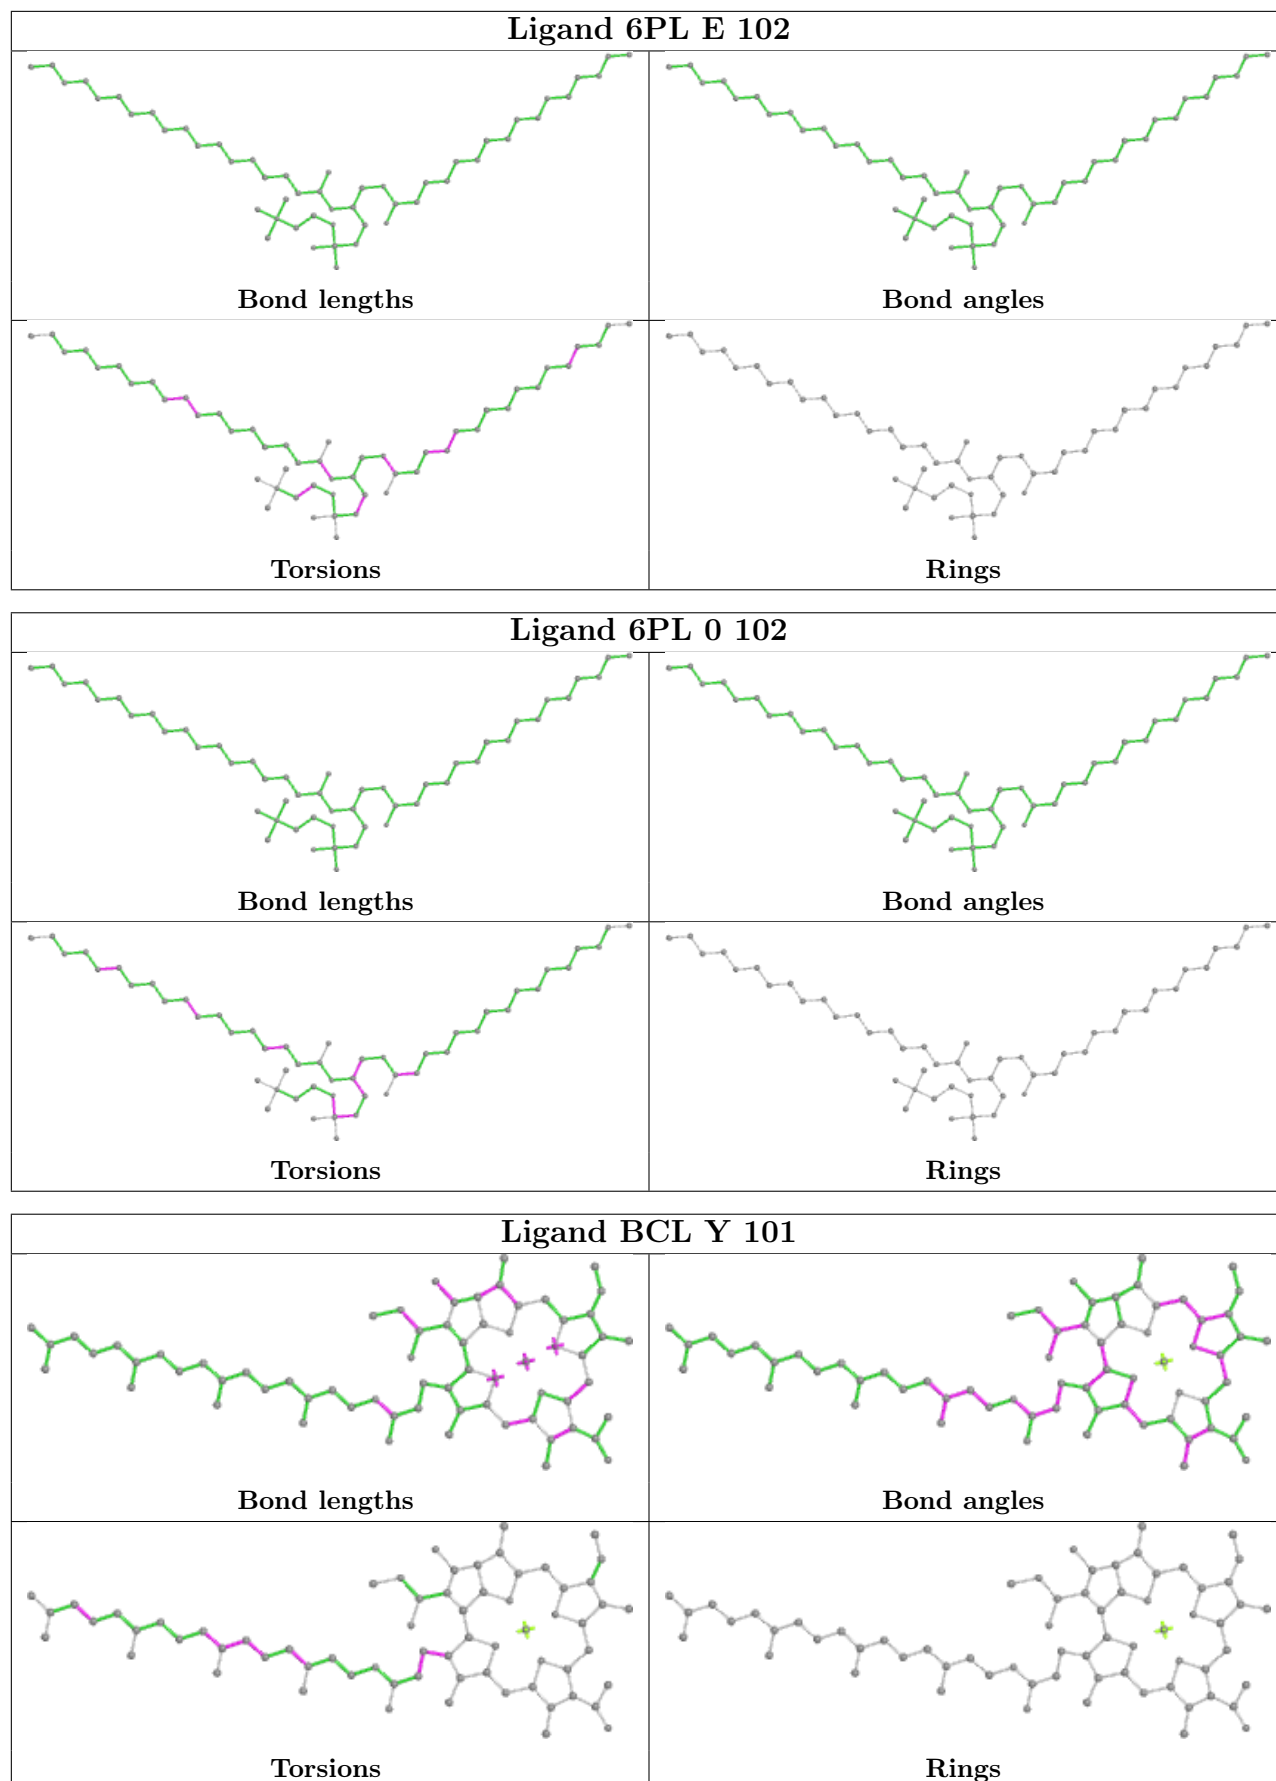 Ligand 6PL E 102
Bond lengths
Bond angles
Torsions
Rings
Ligand 6PL 0 102
Bond lengths
Bond angles
Torsions
Rings
Ligand BCL Y 101
Bond lengths
Bond angles
Torsions
Rings